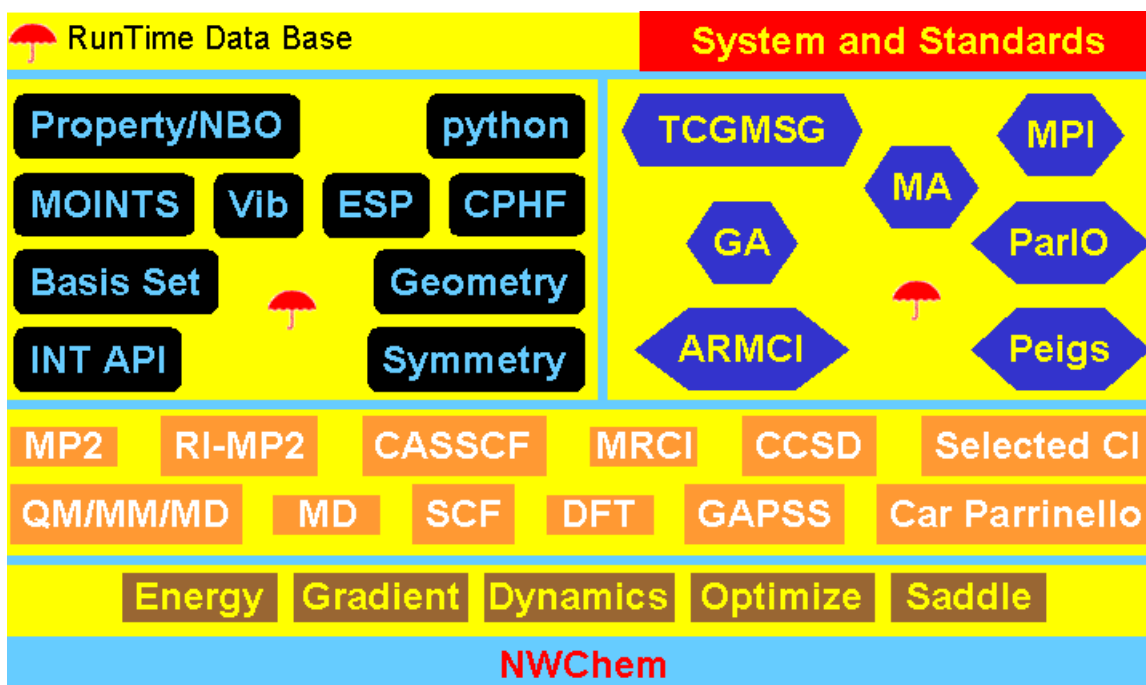 RunTime Data Base
System and Standards
Property/NBO python
MOINTS Vib ESP CPHF
Basis Set Geometry
INT API Symmetry
TCGMSG MPI
MA
GA ParIO
ARMCI Peigs
MP2 RI-MP2 CASSCF MRCI CCSD Selected CI
QM/MM/MD MD SCF DFT GAPSS Car Parrinello
Energy Gradient Dynamics Optimize Saddle
NWChem